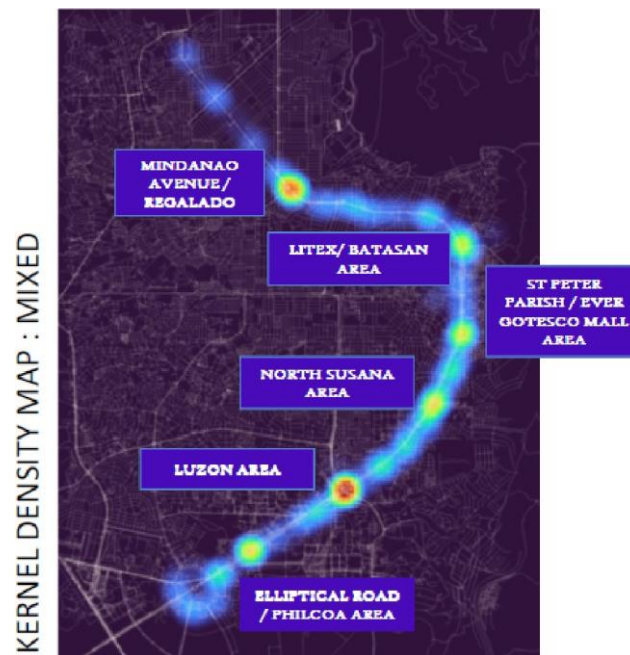 KERNEL DENSITY MAP : MIXED
MINDANAO
AVENUE /
REGALADO
LITEX/ BATASAN
AREA
ST PETER
PARISH / EVER
GOTESCO MALL
AREA
NORTH SUSANA
AREA
LUZON AREA
ELLIPTICAL ROAD
/ PHILCOA AREA